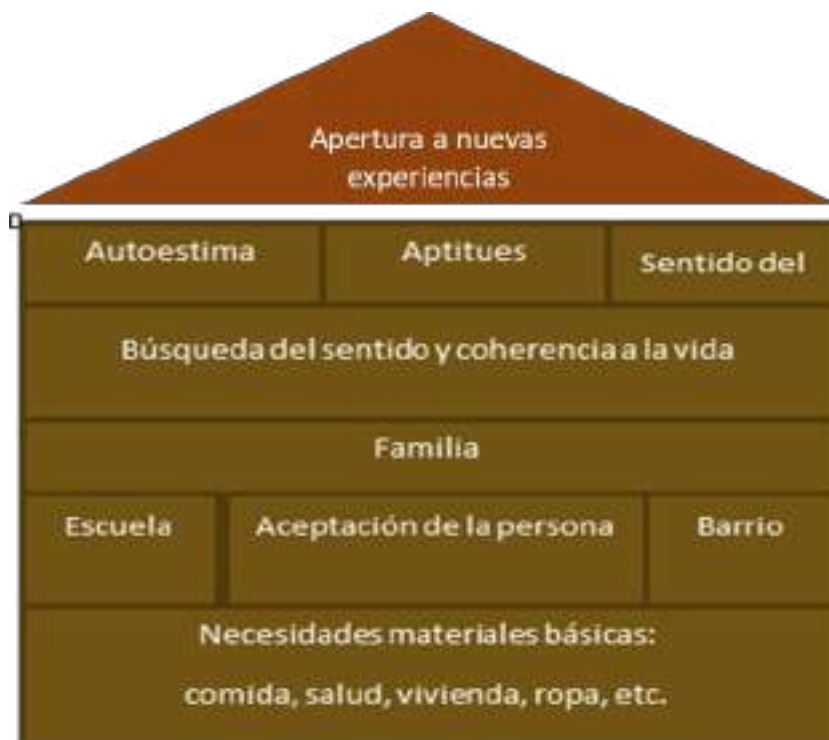 Apertura a nuevas
experiencias
Autoestima
Aptitues
Sentido del
Búsqueda del sentido y coherencia a la vida
Familia
Escuela
Aceptación de la persona
Barrio
Necesidades materiales básicas:
comida, salud, vivienda, ropa, etc.